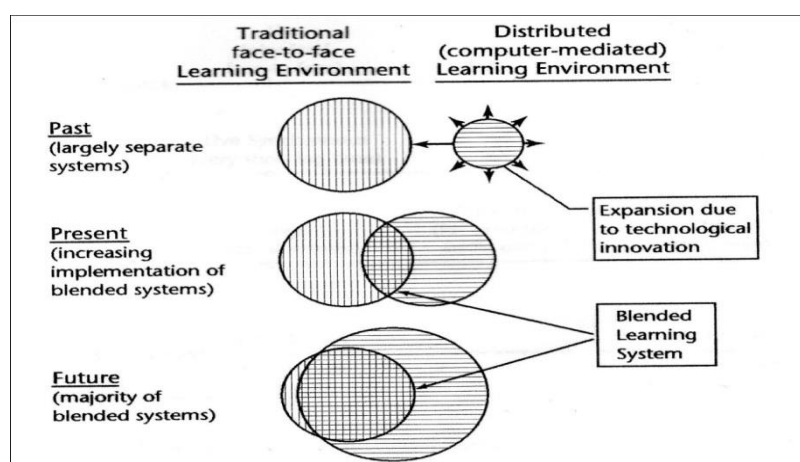 Traditional
face-to-face
Learning Environment
Distributed
(computer-mediated)
Learning Environment
Past
(largely separate
systems)
Expansion due
to technological
innovation
Present
(increasing
implementation of
blended systems)
Blended
Learning
System
Future
(majority of
blended systems)